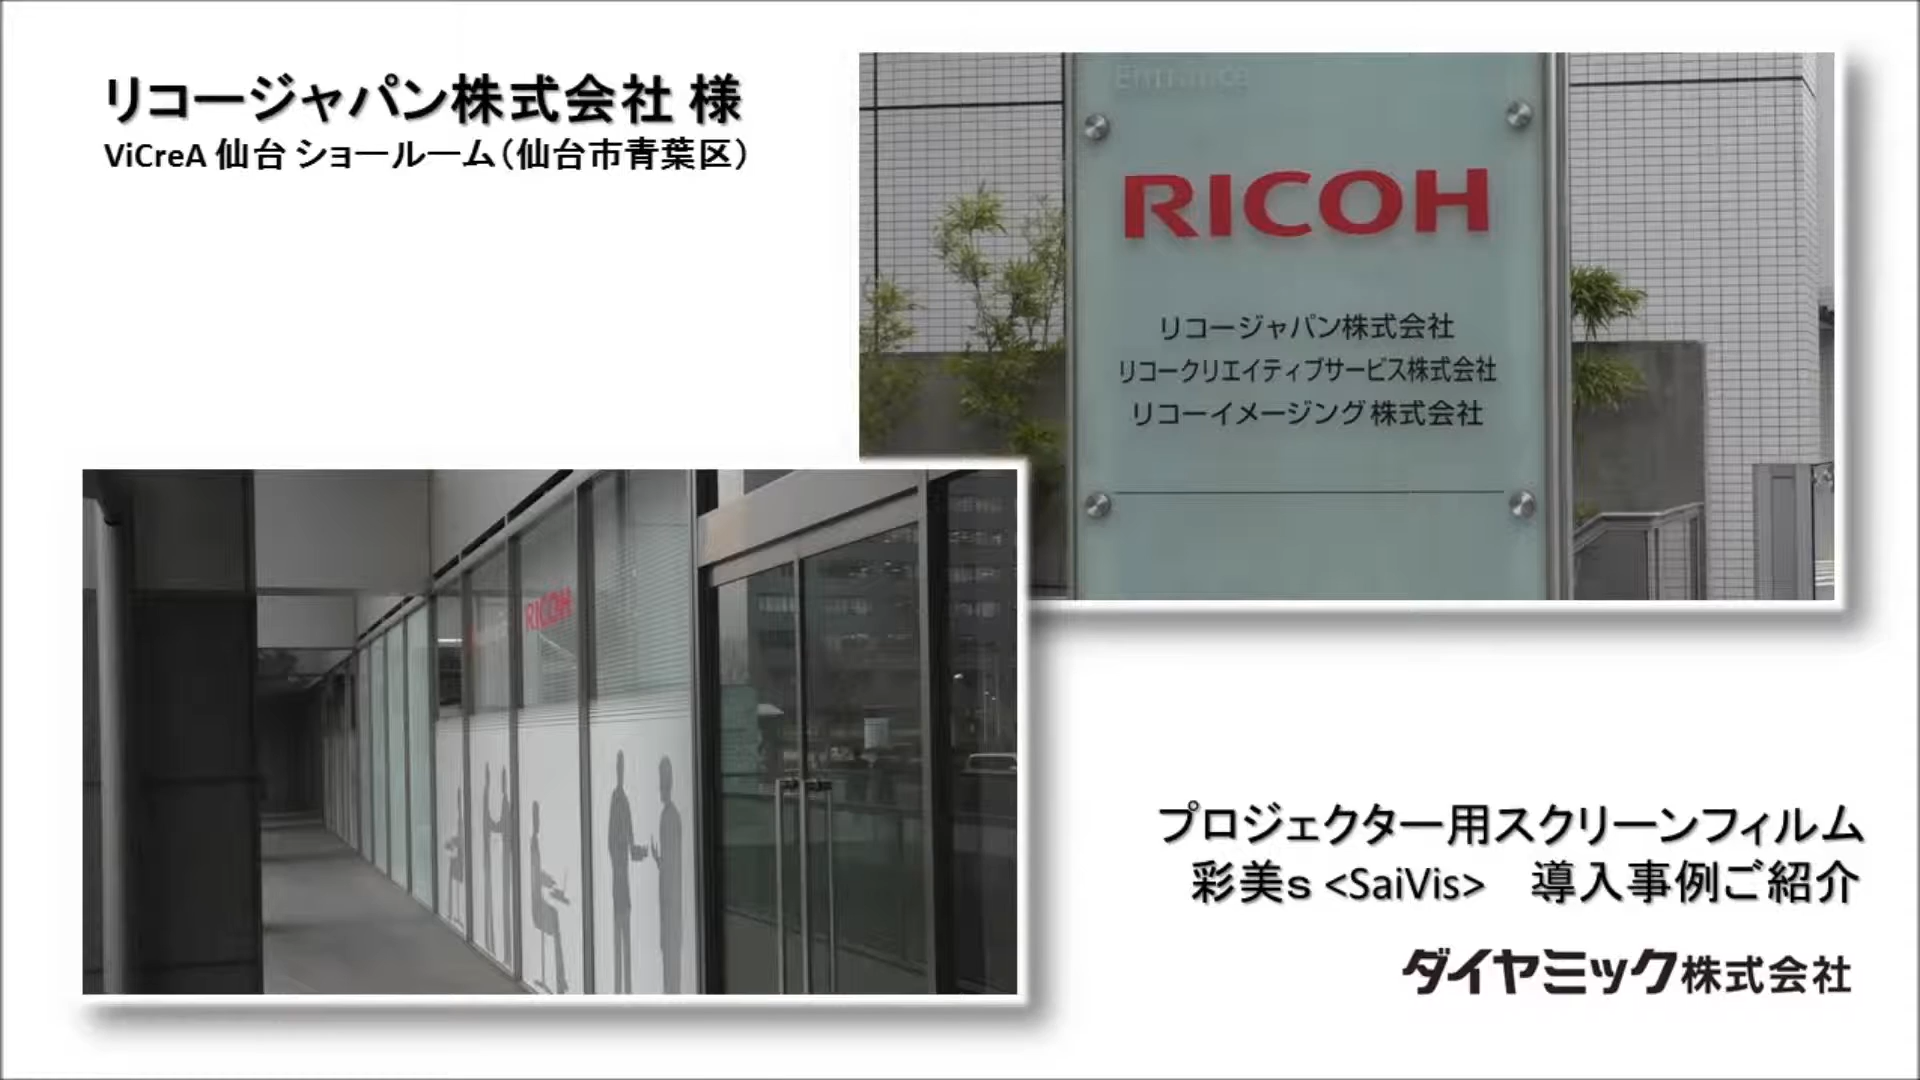 リコージャパン株式会社 様
ViCreA 仙台 ショールーム（仙台市青葉区）
Entrance
RICOH
リコージャパン株式会社
リコークリエイティブサービス株式会社
リコーイメージング株式会社
RICOH
プロジェクター用スクリーンフィルム
彩美s <SaiVis>　導入事例ご紹介
ダイヤミック株式会社